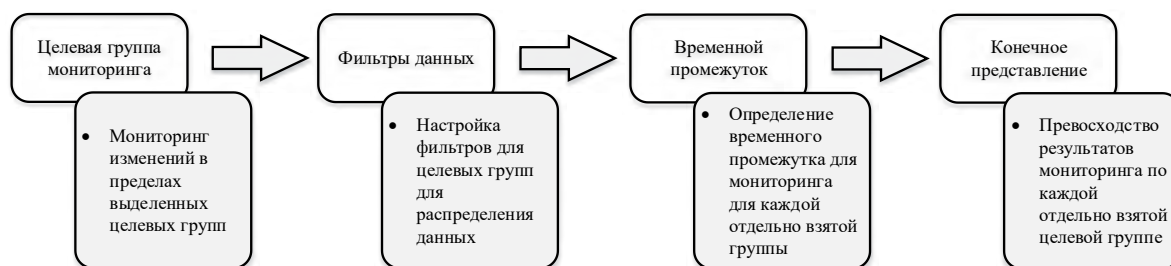 Целевая группа
мониторинга
• Мониторинг
изменений в
пределах
выделенных
целевых групп
Фильтры данных
• Настройка
фильтров для
целевых групп
для
распределения
данных
Временной
промежуток
• Определение
временного
промежутка для
мониторинга
для каждой
отдельно взятой
группы
Конечное
представление
• Превосходство
результатов
мониторинга по
каждой
отдельно взятой
целевой группе